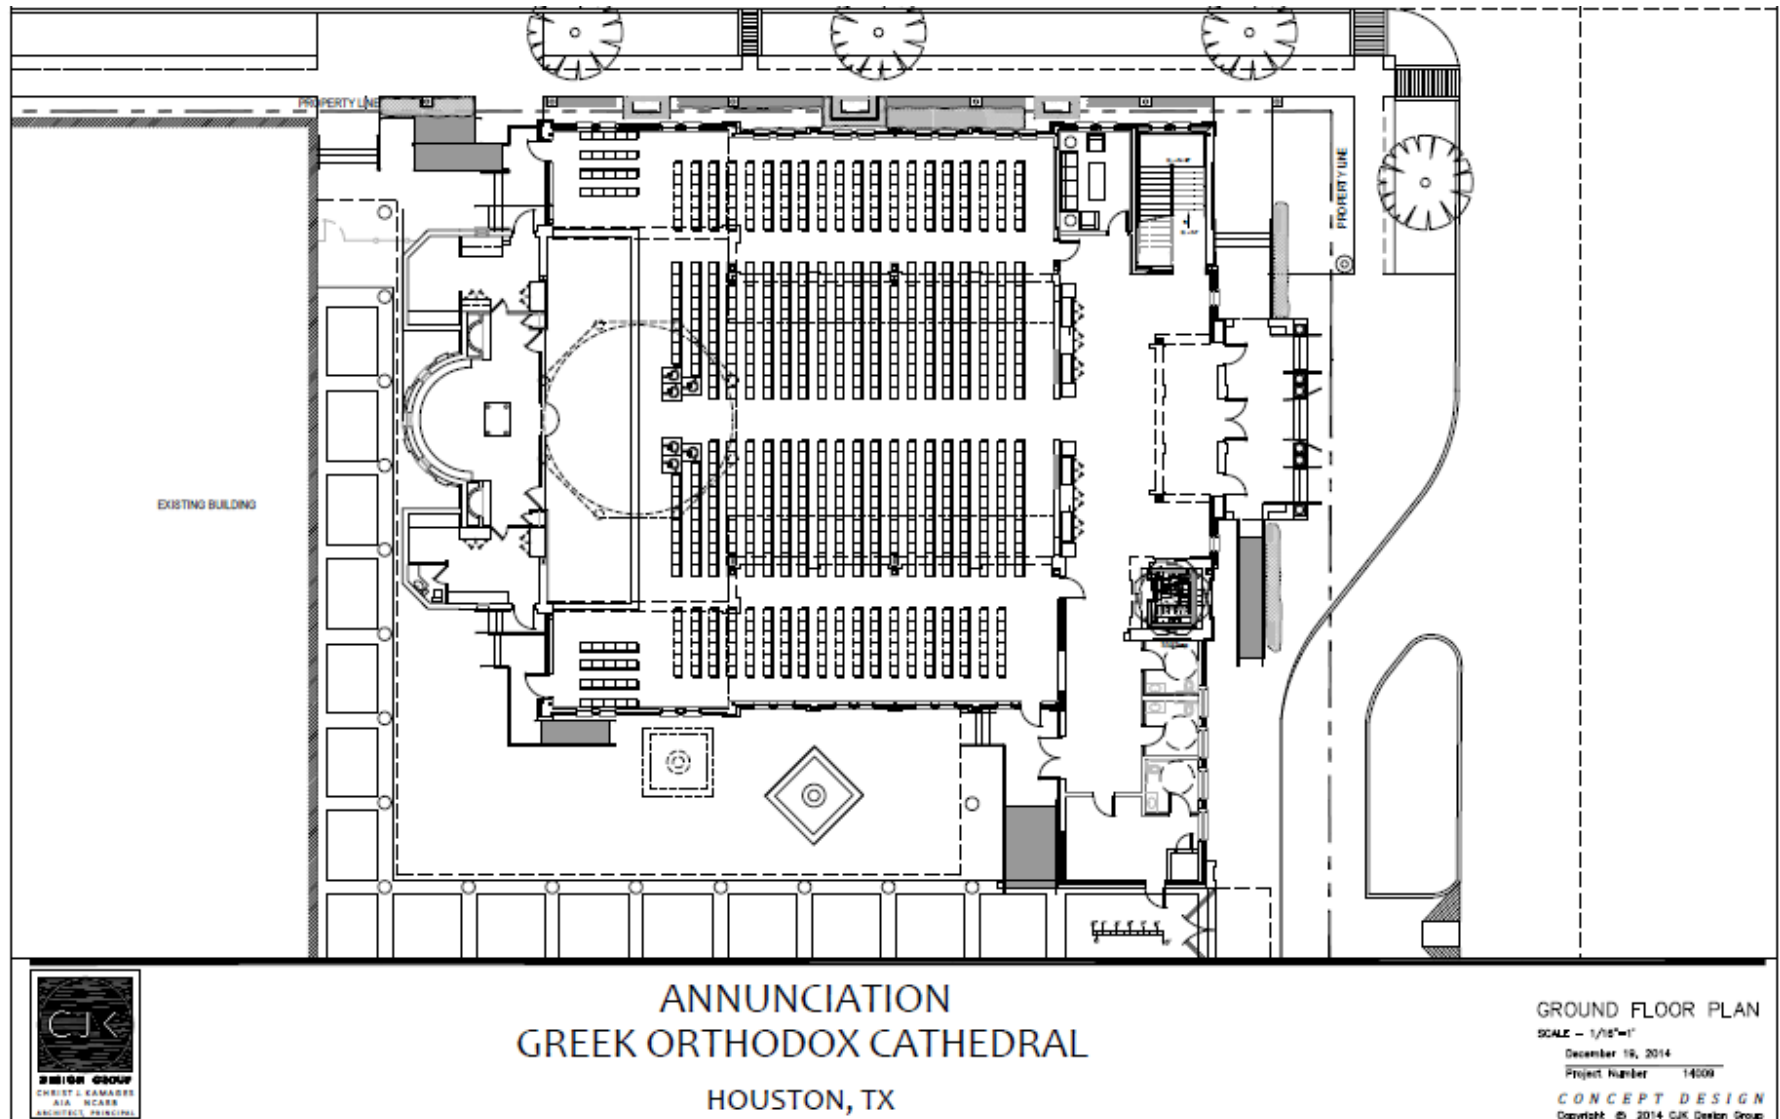 PROPERTY LINE
PROPERTY LINE
EXISTING BUILDING
CJK
DESIGN GROUP
CHRIST J. KAMAGES
AIA NCARB
ARCHITECT, PRINCIPAL
ANNUNCIATION
GREEK ORTHODOX CATHEDRAL
HOUSTON, TX
GROUND FLOOR PLAN
SCALE - 1/16"=1'
December 19, 2014
Project Number 14009
CONCEPT DESIGN
Copyright © 2014 CJK Design Group